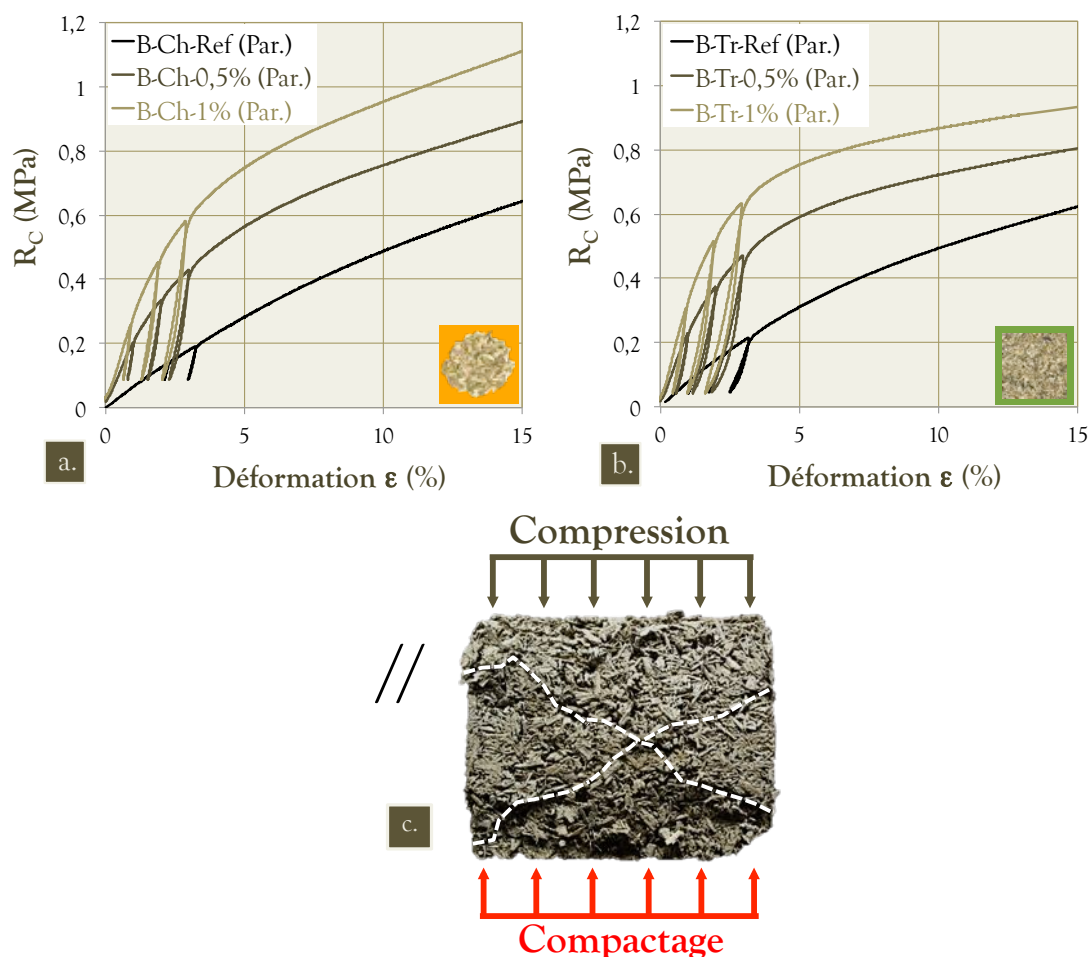 1,2
1
0,8
0,6
0,4
0,2
0
R_C (MPa)
B-Ch-Ref (Par.)
B-Ch-0,5% (Par.)
B-Ch-1% (Par.)
0 5 10 15
a.
Déformation ε (%)
1,2
1
0,8
0,6
0,4
0,2
0
R_C (MPa)
B-Tr-Ref (Par.)
B-Tr-0,5% (Par.)
B-Tr-1% (Par.)
0 5 10 15
b.
Déformation ε (%)
Compression
//
c.
Compactage